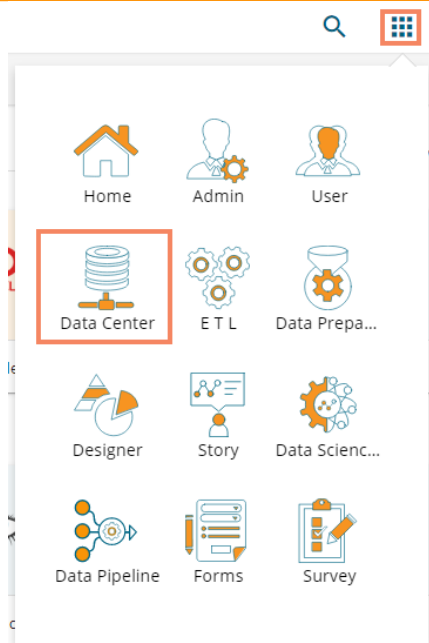 Home
Admin
User
Data Center
E T L
Data Prepa...
Designer
Story
Data Scienc...
Data Pipeline
Forms
Survey